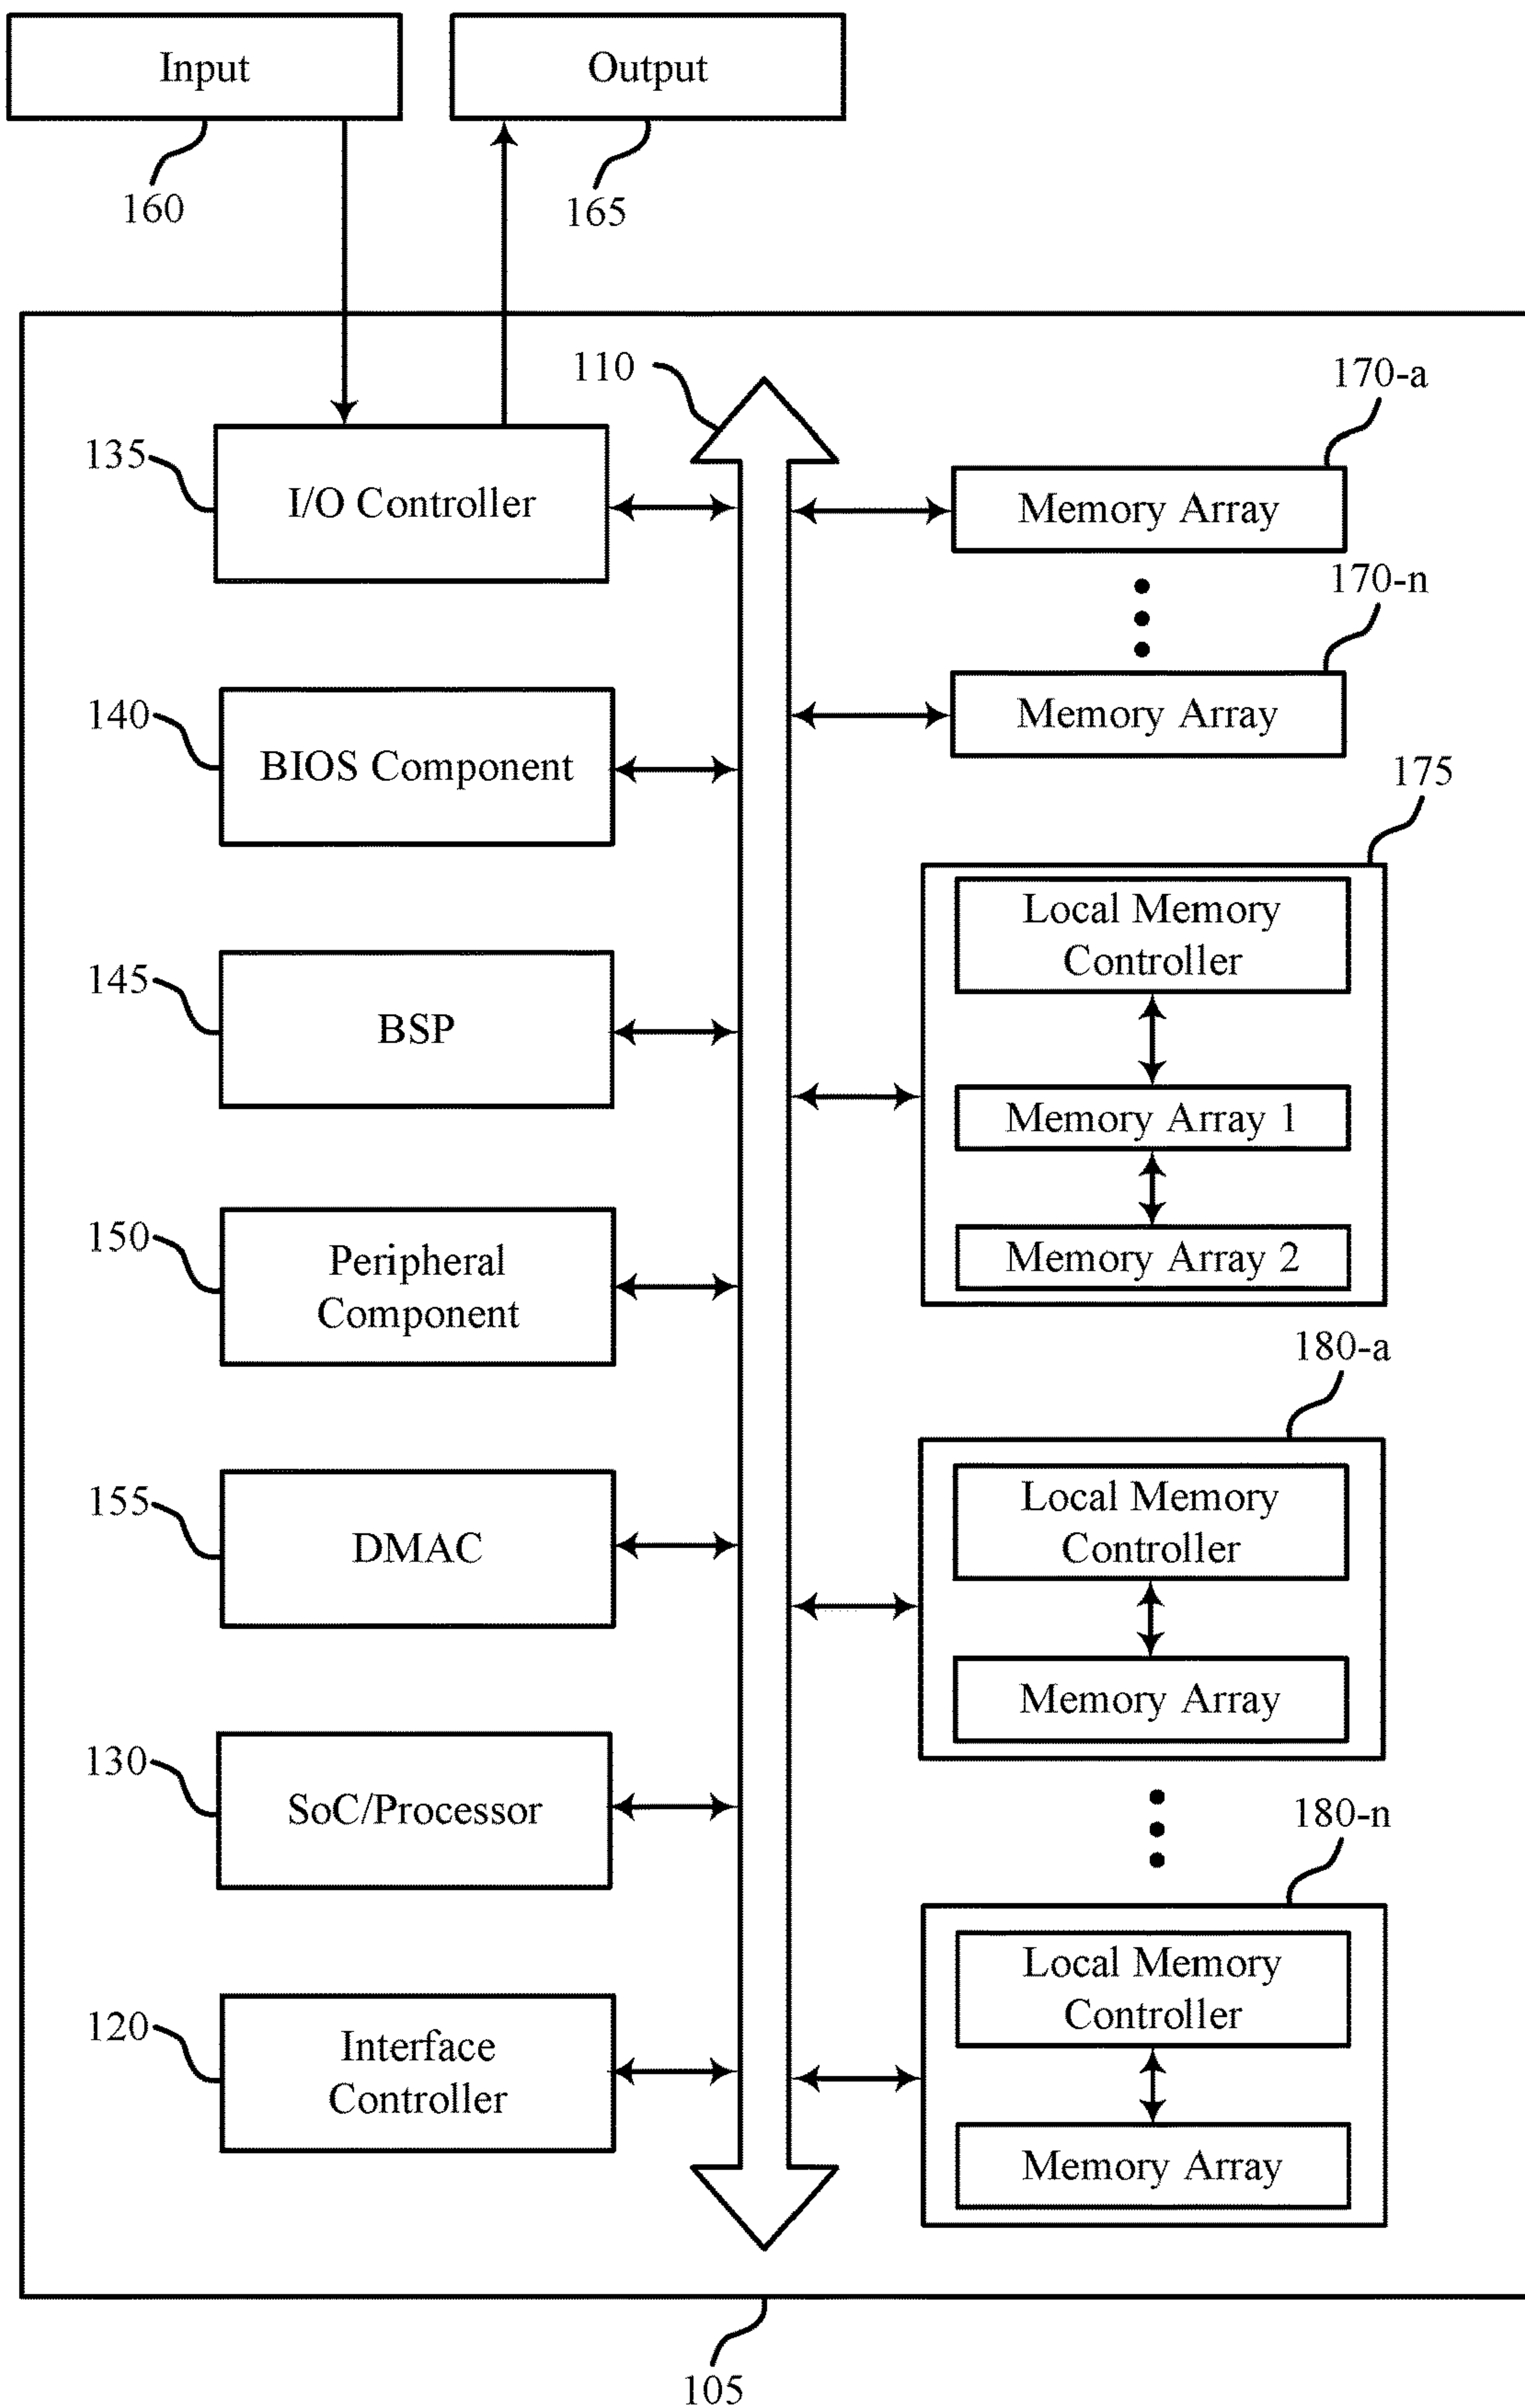 Input
Output
160
165
110
170-a
135
I/O Controller
Memory Array
170-n
140
BIOS Component
Memory Array
175
Local Memory
Controller
145
BSP
Memory Array 1
150
Peripheral
Component
Memory Array 2
180-a
155
DMAC
Local Memory
Controller
Memory Array
130
SoC/Processor
180-n
120
Interface
Controller
Local Memory
Controller
Memory Array
105